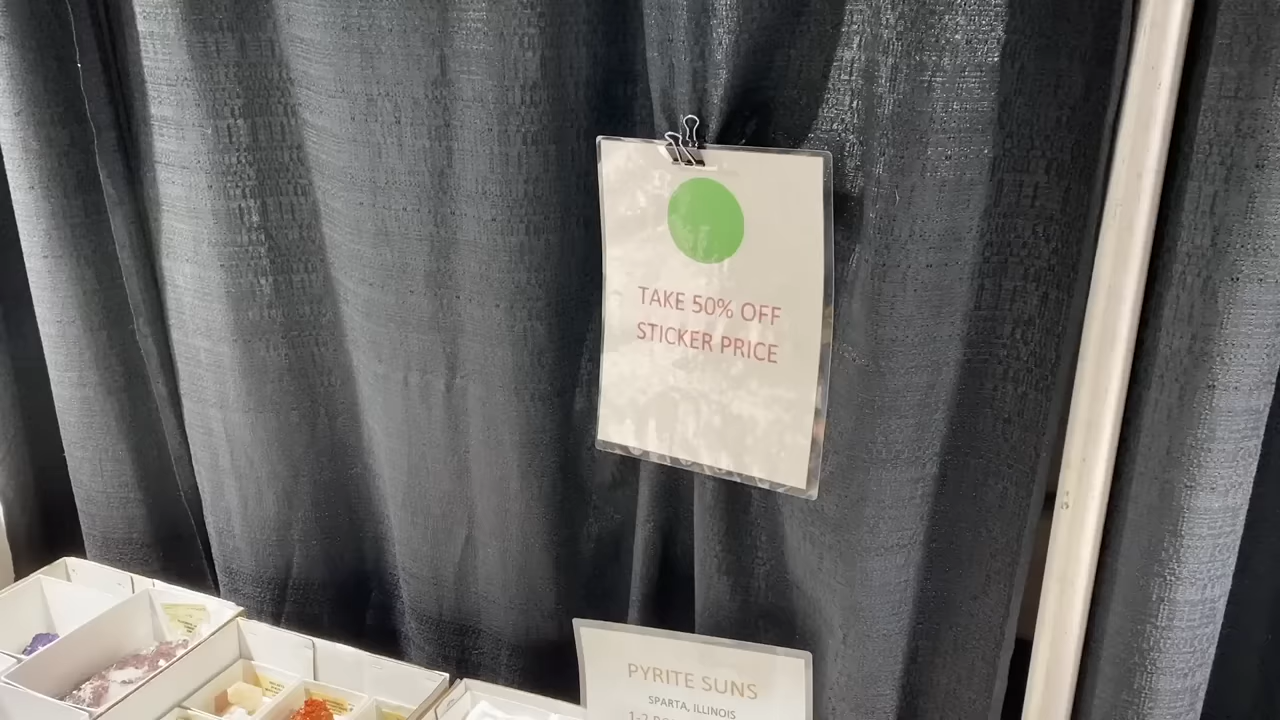 TAKE 50% OFF
STICKER PRICE
PYRITE SUNS
SPARTA, ILLINOIS